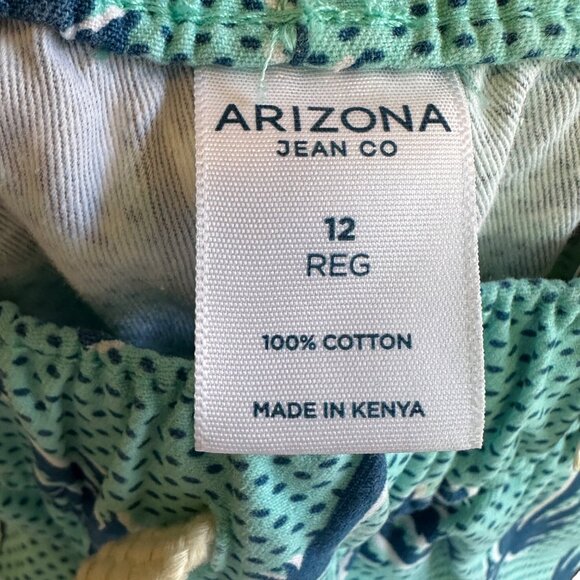 ARIZONA
JEAN CO
12
REG
100% COTTON
MADE IN KENYA